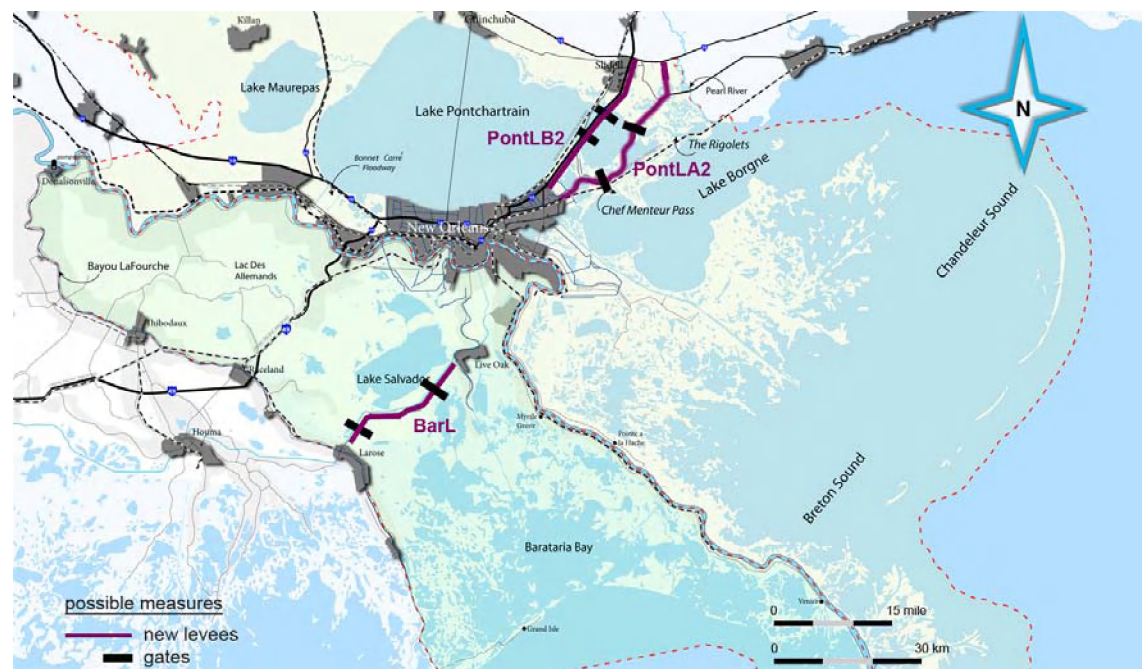 Killan
Chinchuba
Slidell
Lake Maurepas
Lake Pontchartrain
Pearl River
PontLB2
The Rigolets
PontLA2
Lake Borgne
Bonnet Carré
Floodway
Donalsonville
Chef Menteur Pass
New Orleans
Chandeleur Sound
Bayou LaFourche
Lac Des
Allemands
Thibodaux
Raceland
Live Oak
Lake Salvador
BarL
Myrtle
Grove
Pointe a
la Hache
Houma
Larose
Breton Sound
Barataria Bay
Grand Isle
Venice
N
possible measures
new levees
gates
0
15 mile
0
30 km